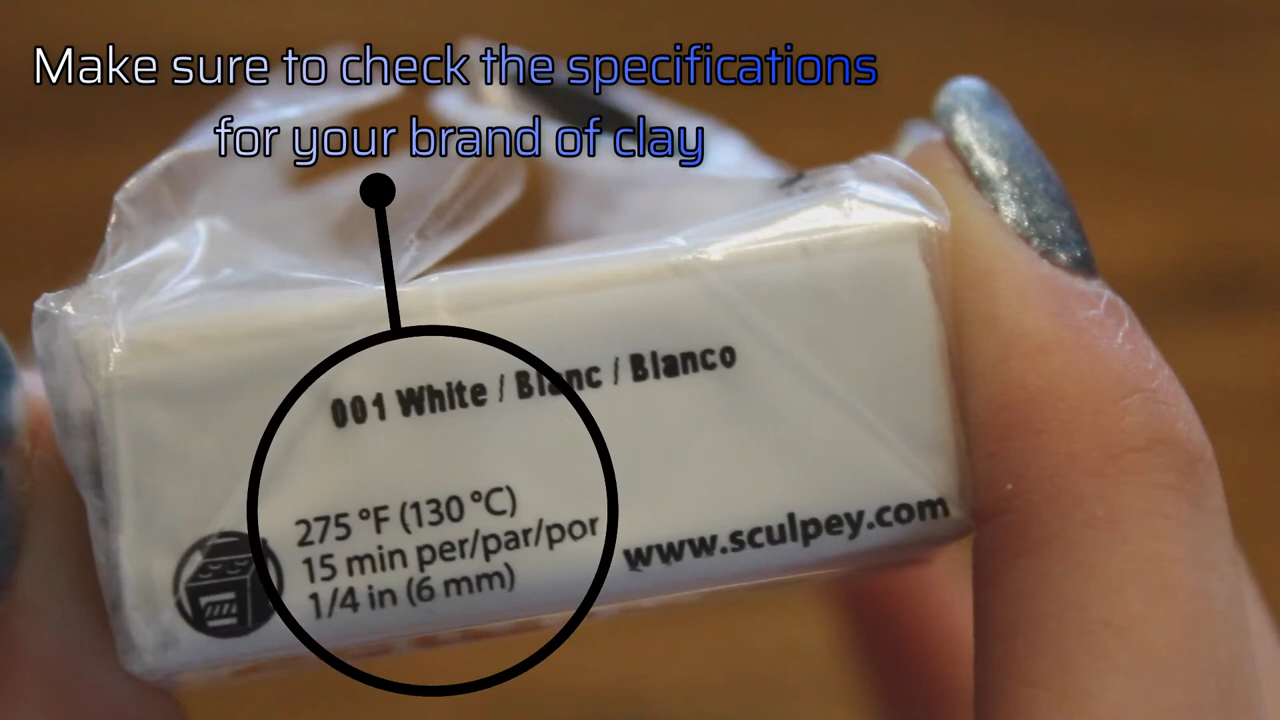 Make sure to check the specifications
for your brand of clay
001 White / Blanc / Blanco
275 °F (130 °C)
15 min per/par/por
1/4 in (6 mm)
www.sculpey.com